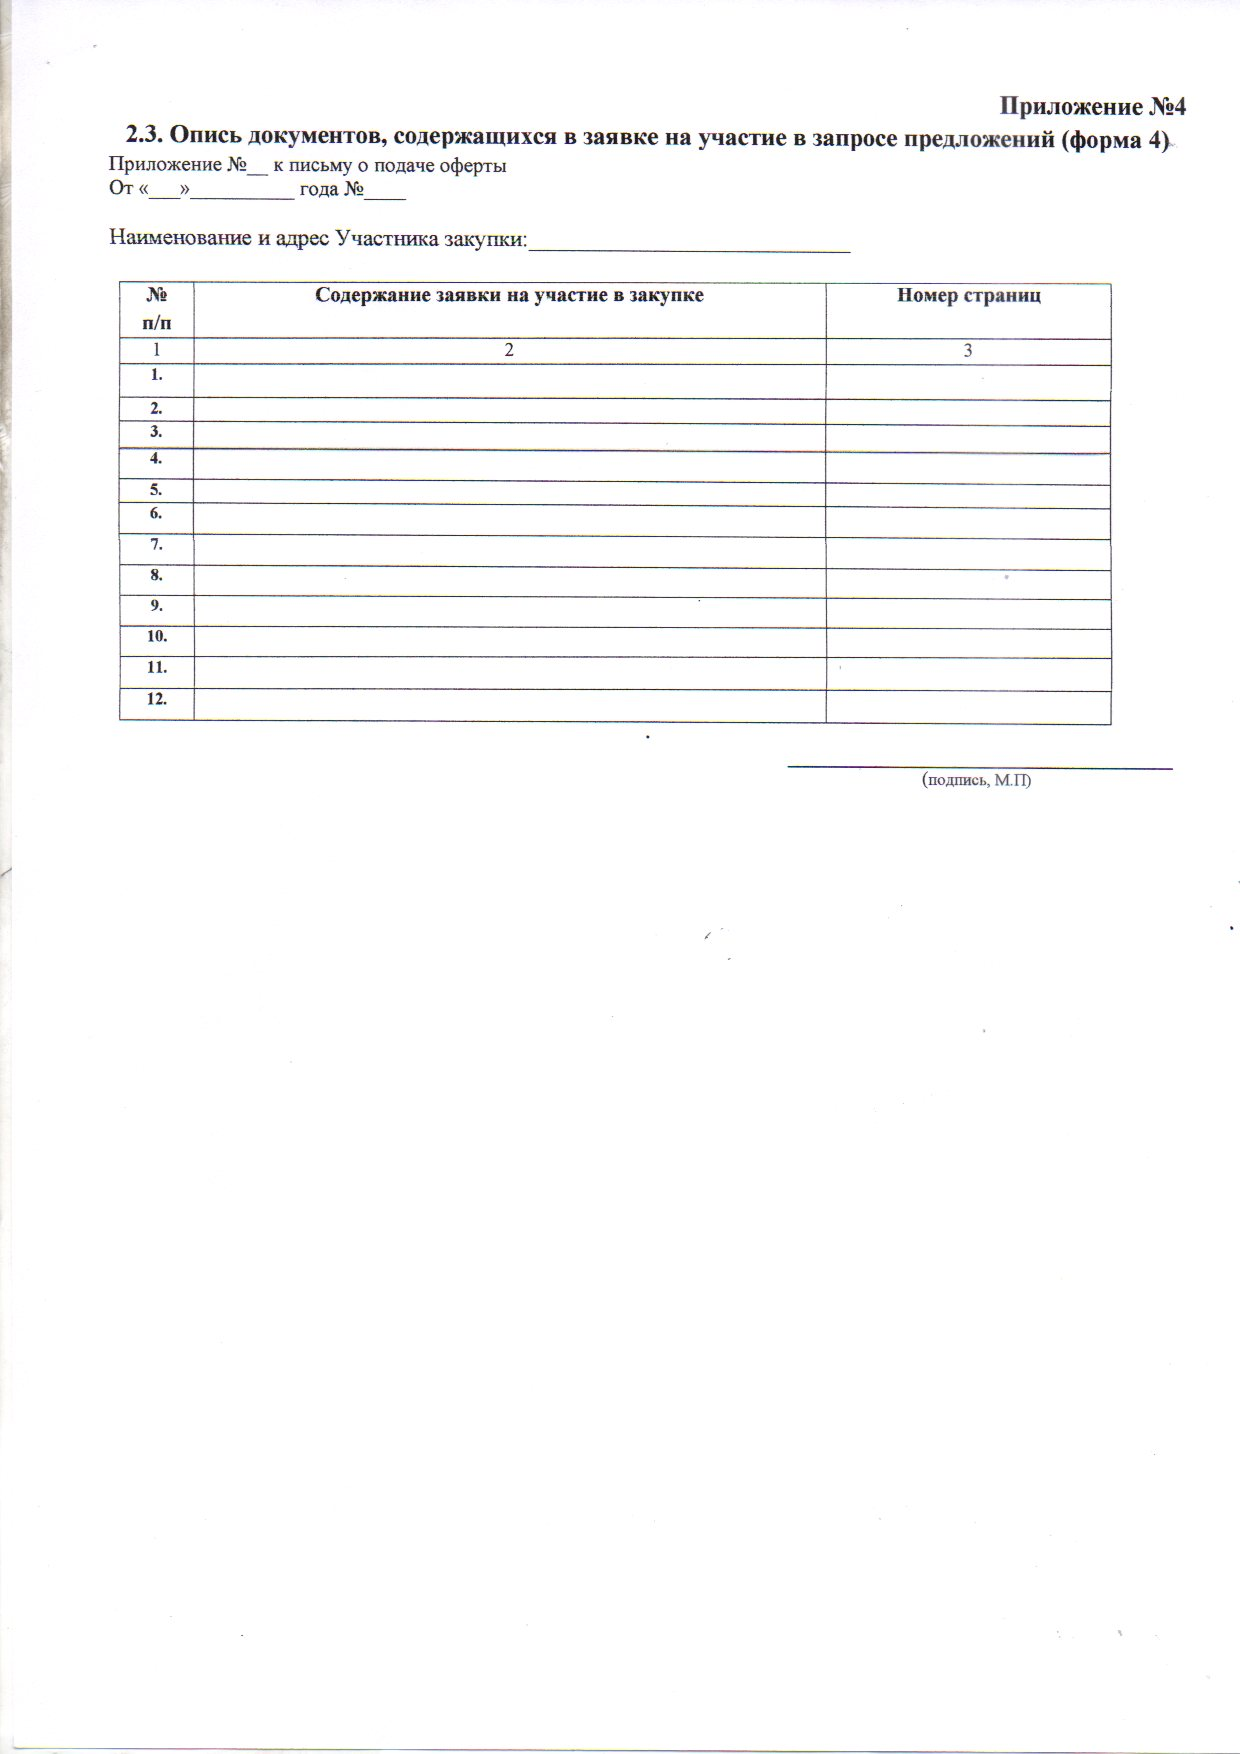 Приложение №4
2.3. Опись документов, содержащихся в заявке на участие в запросе предложений (форма 4)
Приложение №__ к письму о подаче оферты
От «___»__________ года №____
Наименование и адрес Участника закупки:____________________________
№ п/п Содержание заявки на участие в закупке Номер страниц
1 2 3
1.
2.
3.
4.
5.
6.
7.
8.
9.
10.
11.
12.
(подпись, М.П)